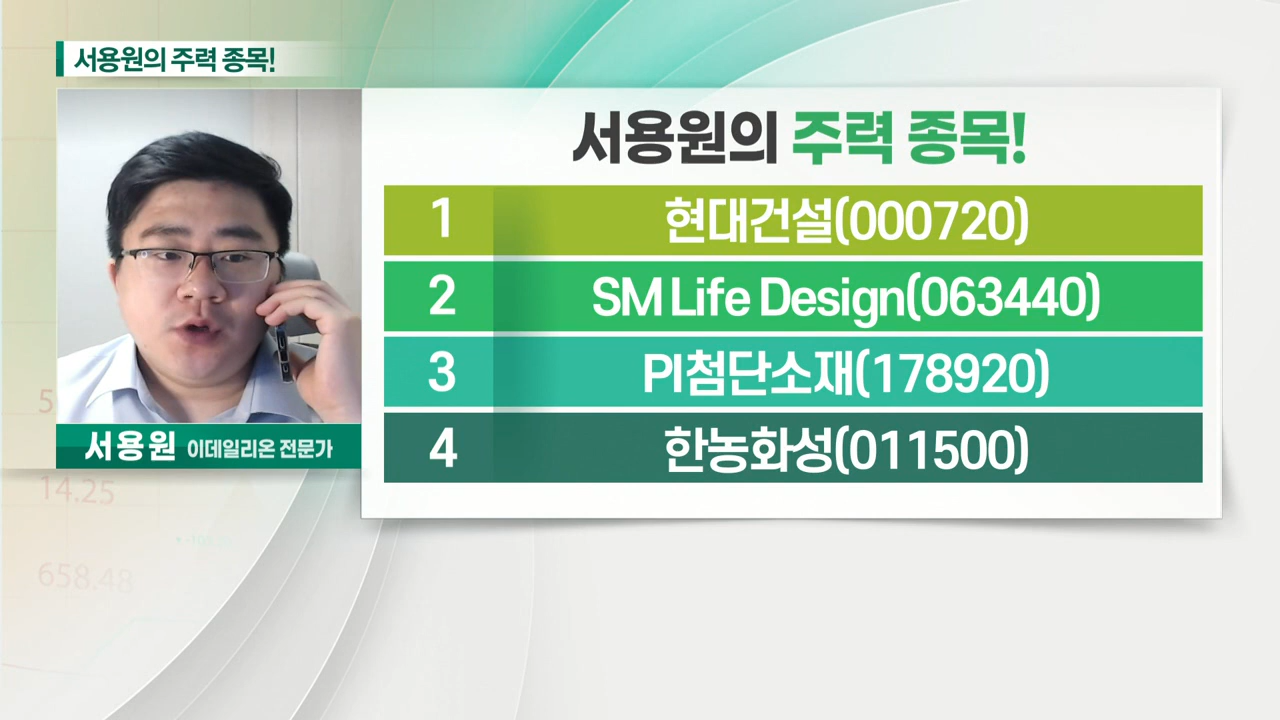 서용원의 주력 종목!
서용원의 주력 종목!
1 현대건설(000720)
2 SM Life Design(063440)
3 PI첨단소재(178920)
4 한농화성(011500)
서용원 이데일리온 전문가
14.25
658.48